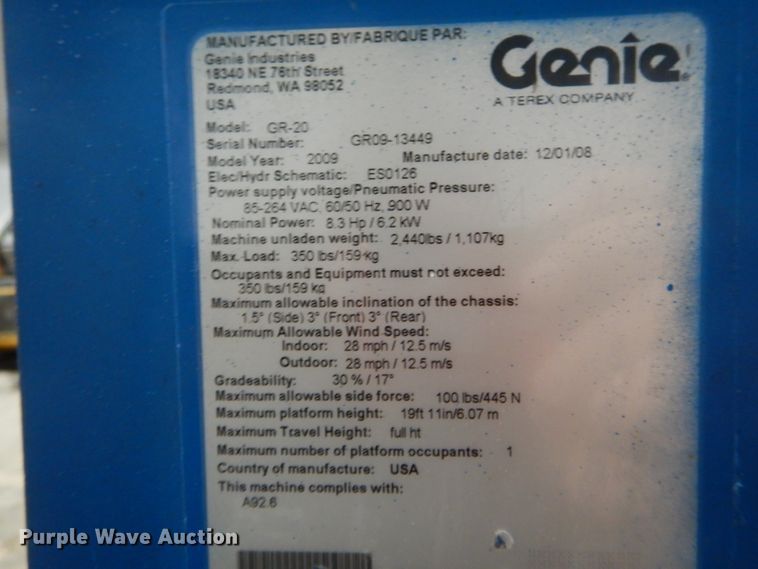 MANUFACTURED BY/FABRIQUE PAR:
Genie Industries
18340 NE 76th Street
Redmond, WA 98052
USA
Genie
A TEREX COMPANY
Model: GR-20
Serial Number: GR09-13449
Model Year: 2009 Manufacture date: 12/01/08
Elec/Hydr Schematic: ES0126
Power supply voltage/Pneumatic Pressure:
85-264 VAC, 60/50 Hz, 900 W
Nominal Power: 8.3 Hp / 6.2 kW
Machine unladen weight: 2,440lbs / 1,107kg
Max. Load: 350 lbs/159 kg
Occupants and Equipment must not exceed:
350 lbs/159 kg
Maximum allowable inclination of the chassis:
1.5° (Side) 3° (Front) 3° (Rear)
Maximum Allowable Wind Speed:
Indoor: 28 mph / 12.5 m/s
Outdoor: 28 mph / 12.5 m/s
Gradeability: 30 % / 17°
Maximum allowable side force: 100 lbs/445 N
Maximum platform height: 19ft 11in/6.07 m
Maximum Travel Height: full ht
Maximum number of platform occupants: 1
Country of manufacture: USA
This machine complies with:
A92.6
Purple Wave Auction